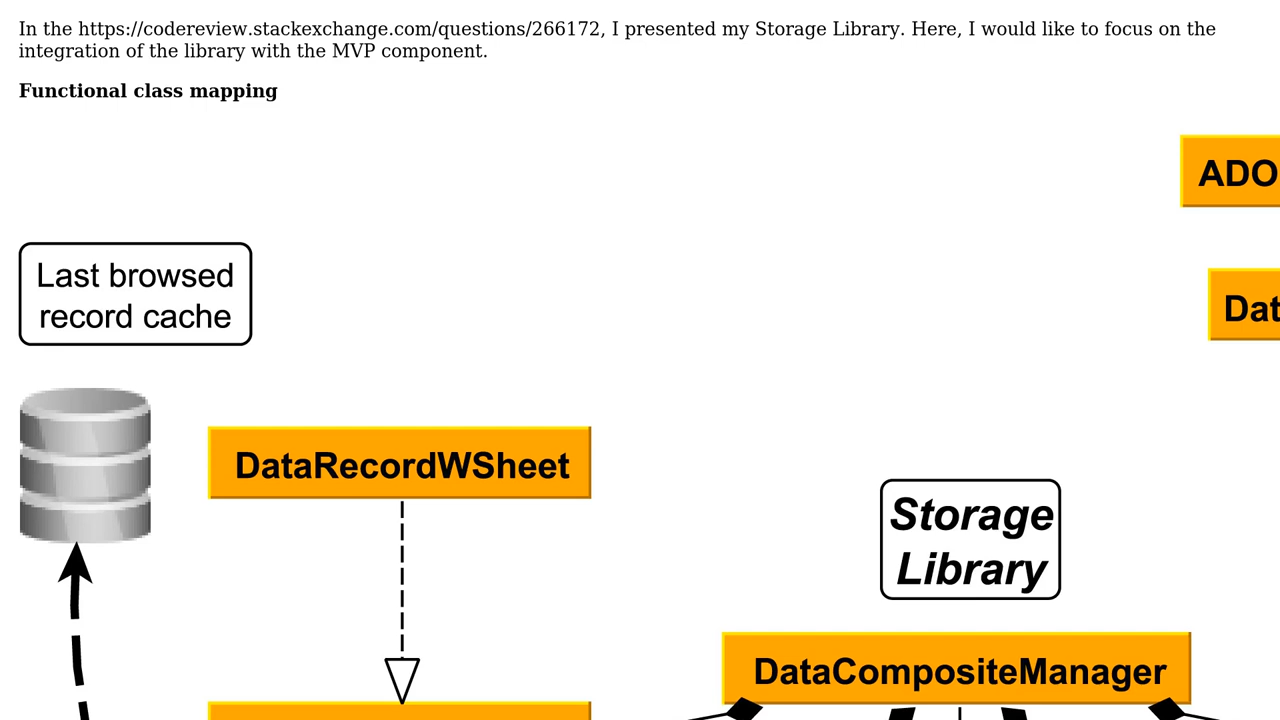 In the https://codereview.stackexchange.com/questions/266172, I presented my Storage Library. Here, I would like to focus on the
integration of the library with the MVP component.
Functional class mapping
ADO
Last browsed
record cache
Dat
DataRecordWSheet
Storage
Library
DataCompositeManager